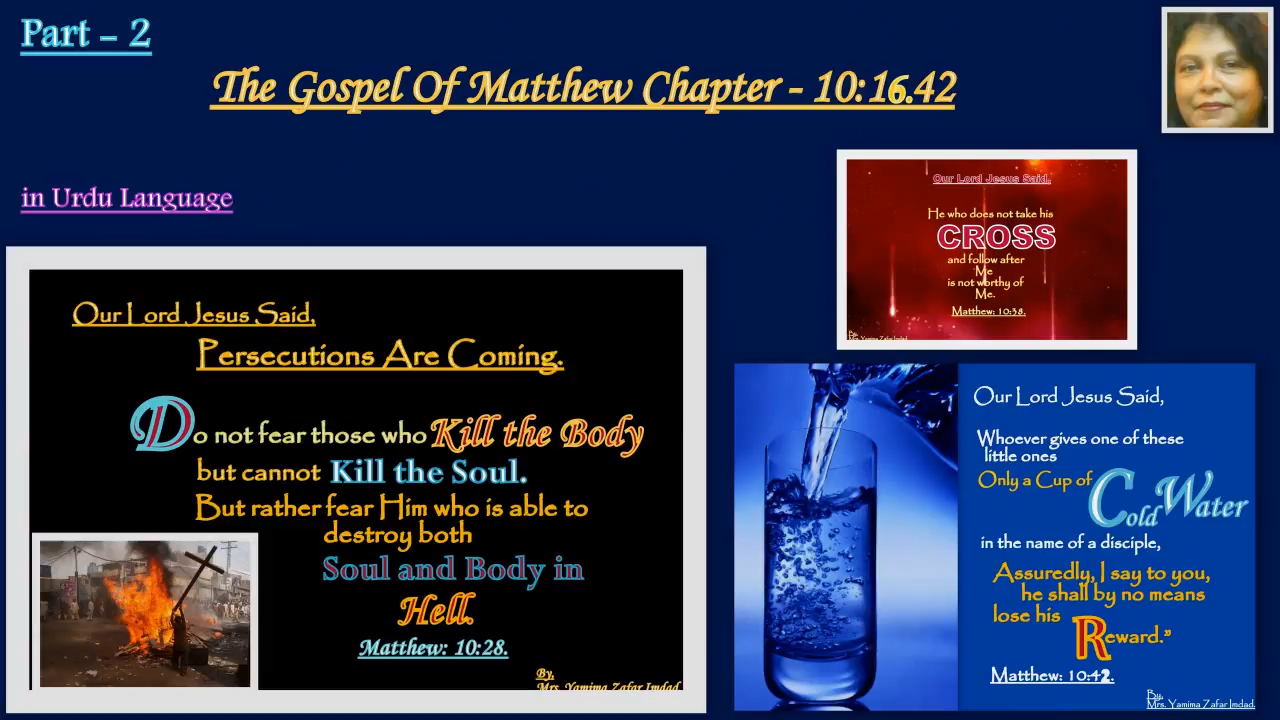 Part – 2
The Gospel Of Matthew Chapter - 10:16.42
in Urdu Language
Our Lord Jesus Said,
Persecutions Are Coming.
Do not fear those who Kill the Body
but cannot Kill the Soul.
But rather fear Him who is able to
destroy both
Soul and Body in
Hell.
Matthew: 10:28.
By,
Mrs. Yamima Zafar Imdad
Our Lord Jesus Said,
He who does not take his
CROSS
and follow after
Me
is not worthy of
Me.
Matthew: 10:38.
By,
Mrs. Yamima Zafar Imdad
Our Lord Jesus Said,
Whoever gives one of these
little ones
Only a Cup of Cold Water
in the name of a disciple,
Assuredly, I say to you,
he shall by no means
lose his
Reward.”
Matthew: 10:42.
By,
Mrs. Yamima Zafar Imdad.